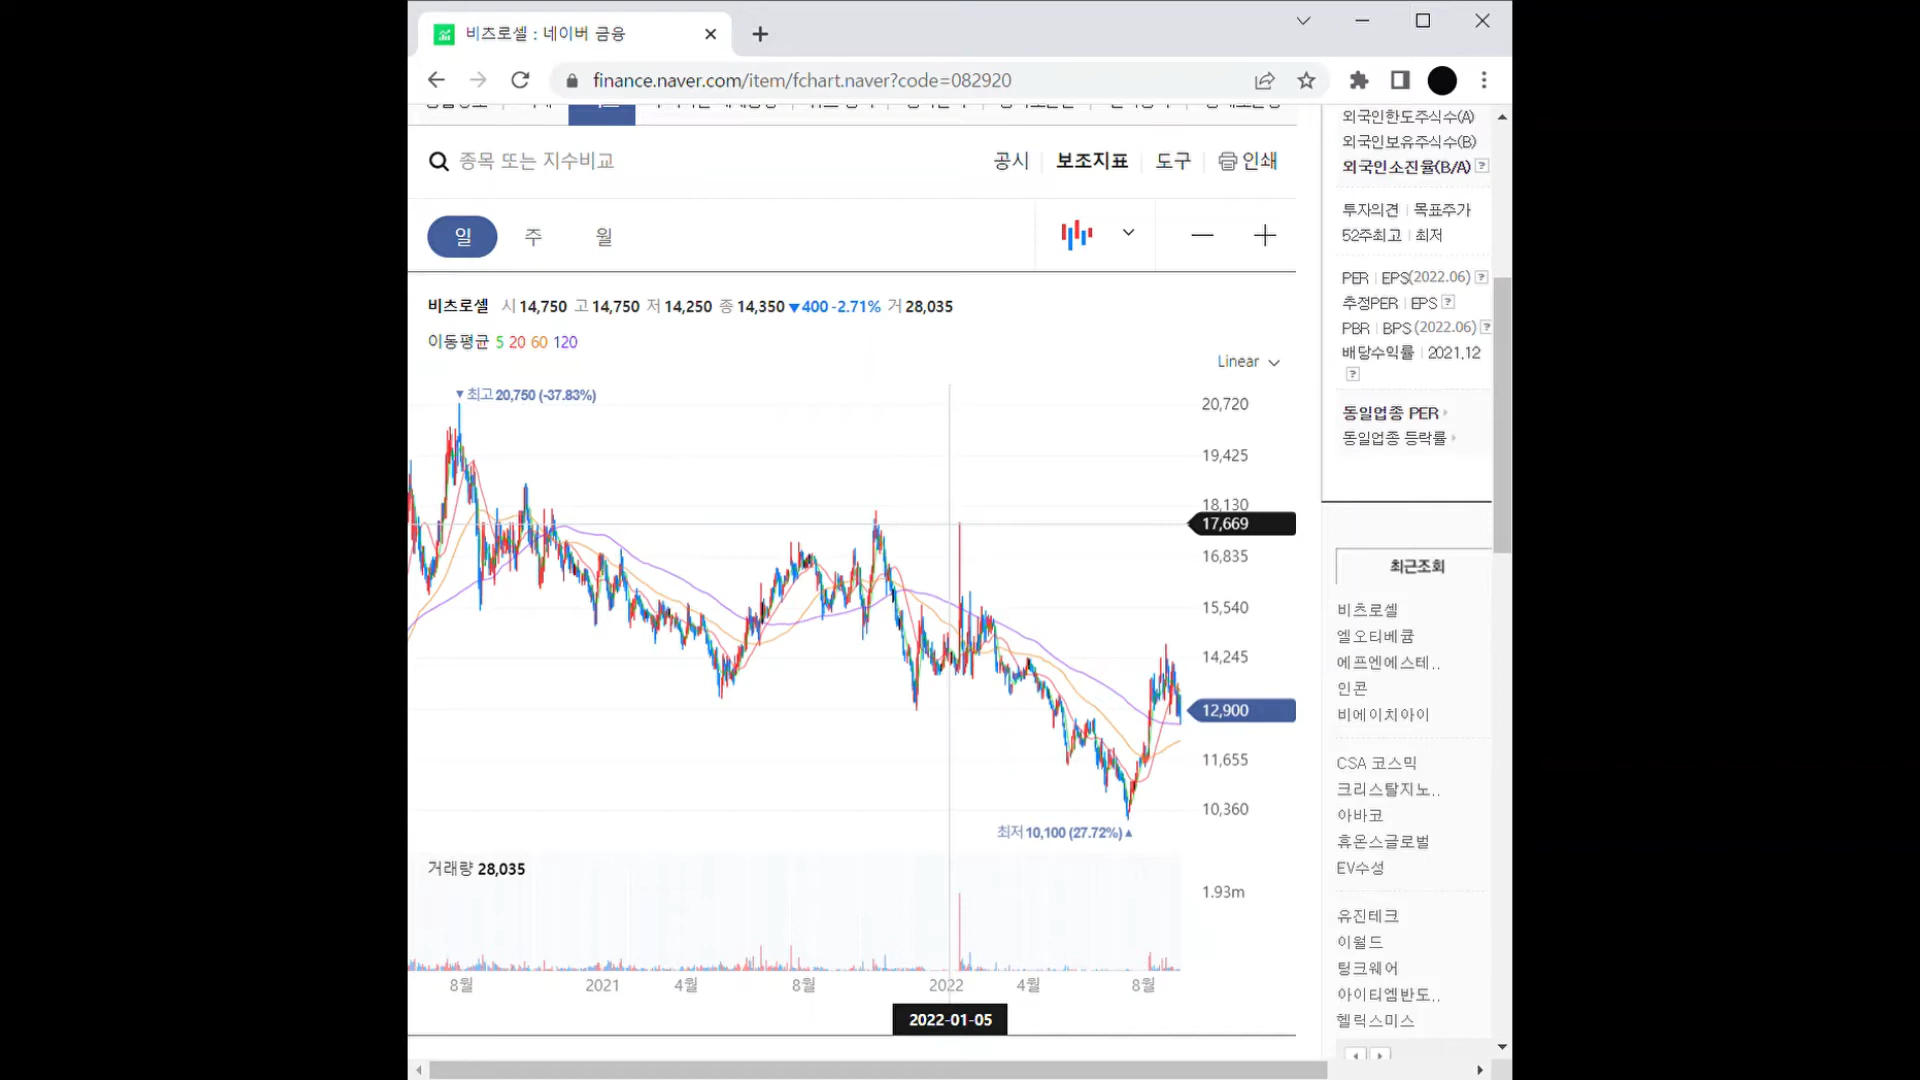 비츠로셀 : 네이버 금융
finance.naver.com/item/fchart.naver?code=082920
종목 또는 지수비교
공시 보조지표 도구 인쇄
일 주 월
비츠로셀 시 14,750 고 14,750 저 14,250 종 14,350 ▼400 -2.71% 거 28,035
이동평균 5 20 60 120
Linear
▼최고 20,750 (-37.83%)
20,720
19,425
18,130
17,669
16,835
15,540
14,245
12,900
11,655
10,360
최저 10,100 (27.72%)▲
거래량 28,035
1.93m
8월 2021 4월 8월 2022 4월 8월
2022-01-05
외국인한도주식수(A)
외국인보유주식수(B)
외국인소진율(B/A) ?
투자의견 | 목표주가
52주최고 | 최저
PER | EPS(2022.06) ?
추정PER | EPS ?
PBR | BPS (2022.06) ?
배당수익률 | 2021.12
?
동일업종 PER
동일업종 등락률
최근조회
비츠로셀
엘오티베큠
에프엔에스테..
인콘
비에이치아이
CSA 코스믹
크리스탈지노..
아바코
휴온스글로벌
EV수성
유진테크
이월드
팅크웨어
아이티엠반도..
헬릭스미스